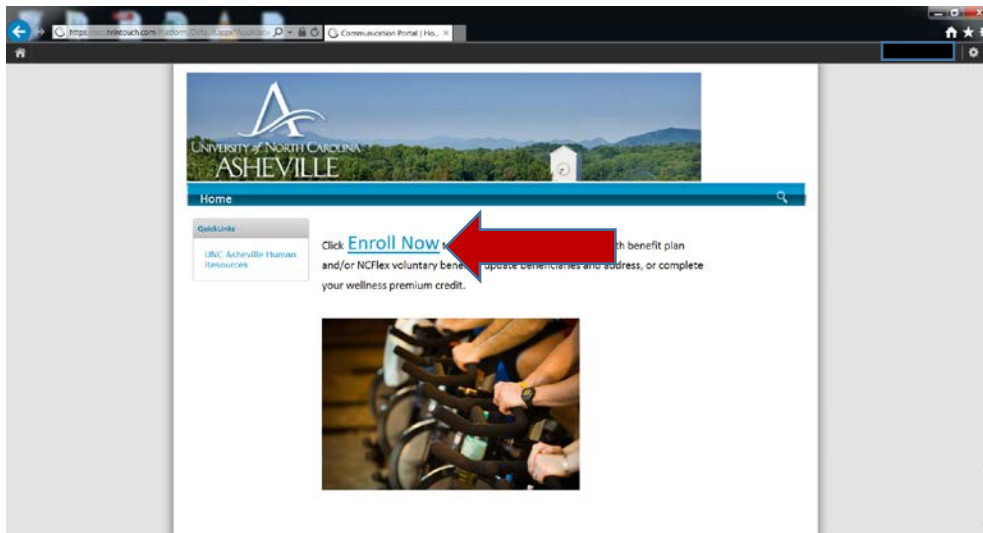 Communication Portal | Ho...
UNIVERSITY of NORTH CAROLINA
ASHEVILLE
Home
QuickLinks
UNC Asheville Human
Resources
Click Enroll Now th benefit plan
and/or NCFlex voluntary update beneficiaries and address, or complete
your wellness premium credit.